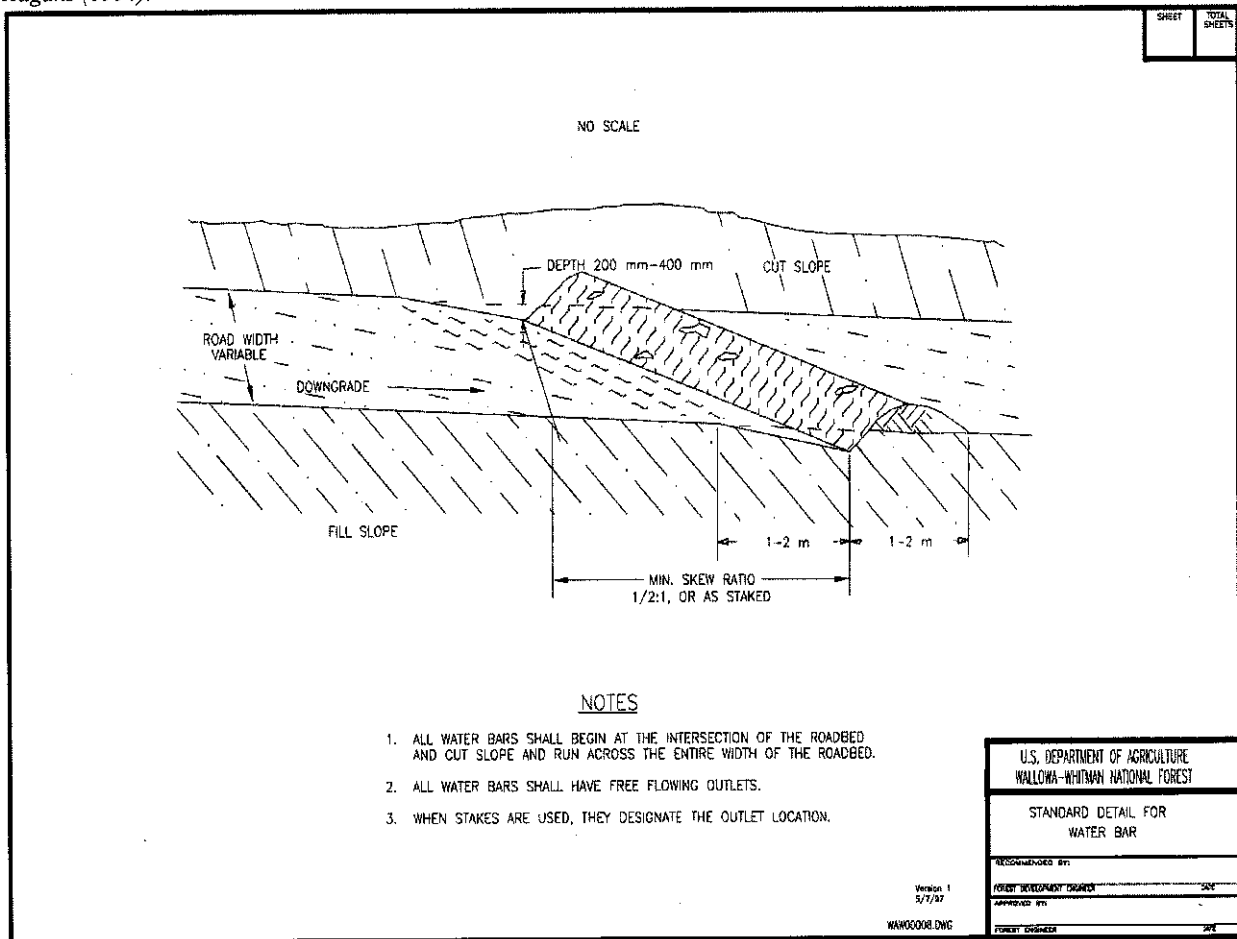 SHEET
TOTAL
SHEETS
NO SCALE
DEPTH 200 mm-400 mm
CUT SLOPE
ROAD WIDTH
VARIABLE
DOWNGRADE
FILL SLOPE
1-2 m
1-2 m
MIN. SKEW RATIO
1/2:1, OR AS STAKED
NOTES
1. ALL WATER BARS SHALL BEGIN AT THE INTERSECTION OF THE ROADBED
AND CUT SLOPE AND RUN ACROSS THE ENTIRE WIDTH OF THE ROADBED.
2. ALL WATER BARS SHALL HAVE FREE FLOWING OUTLETS.
3. WHEN STAKES ARE USED, THEY DESIGNATE THE OUTLET LOCATION.
U.S. DEPARTMENT OF AGRICULTURE
WALLOWA-WHITMAN NATIONAL FOREST
STANDARD DETAIL FOR
WATER BAR
RECOMMENDED BY:
FOREST DEVELOPMENT ENGINEER DATE
APPROVED BY:
FOREST ENGINEER DATE
Version 1
5/7/97
WAW00008.DWG